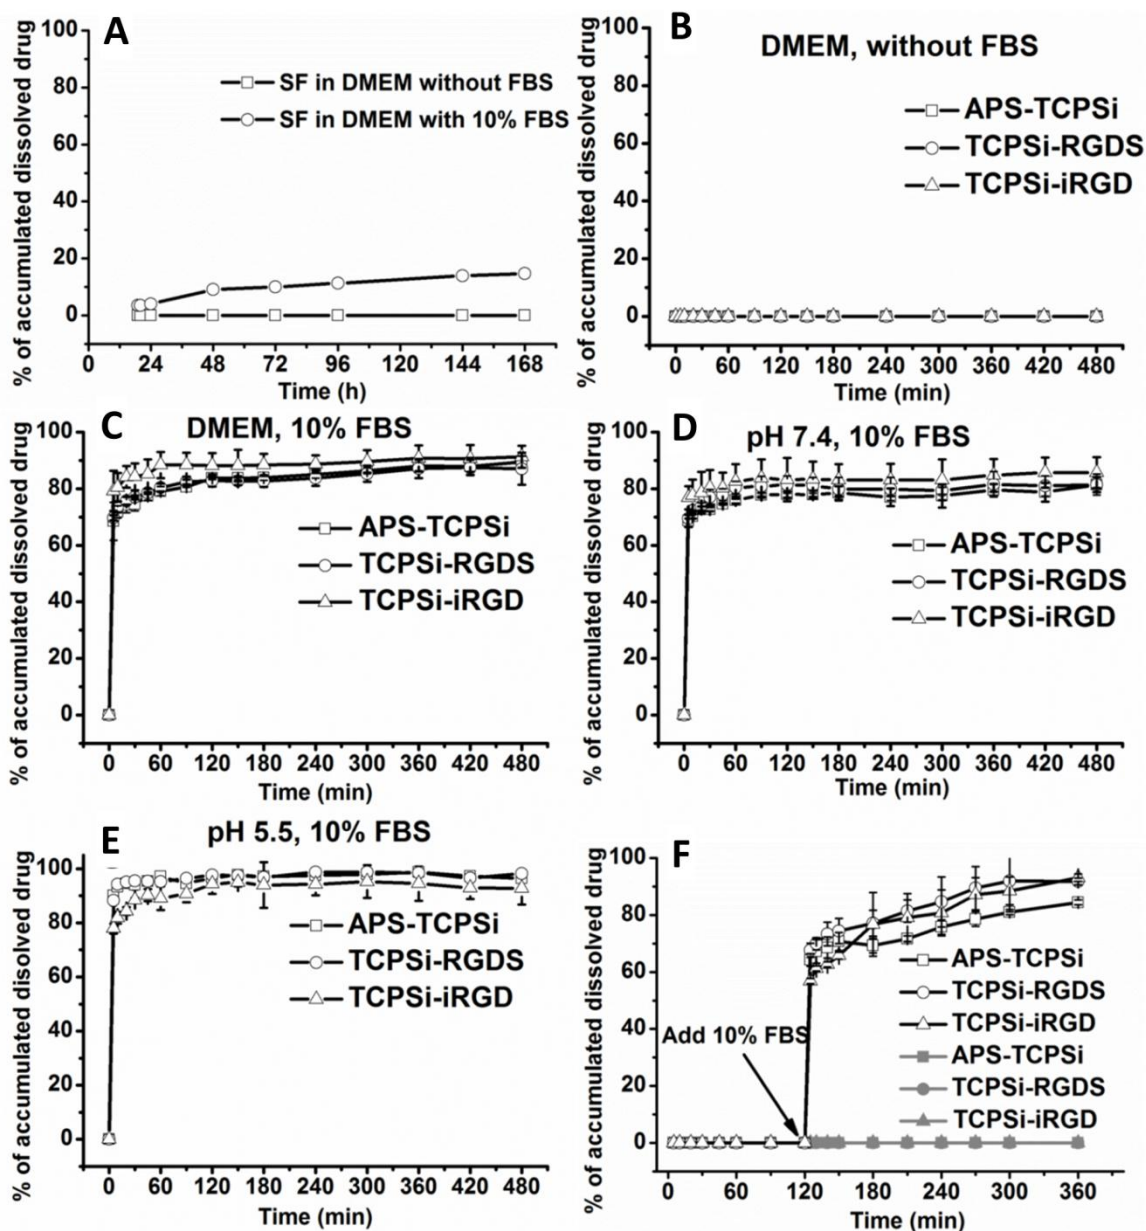 A
% of accumulated dissolved drug
100
80
60
40
20
0
SF in DMEM without FBS
SF in DMEM with 10% FBS
0 24 48 72 96 120 144 168
Time (h)
B
% of accumulated dissolved drug
100
80
60
40
20
0
DMEM, without FBS
APS-TCPSi
TCPSi-RGDS
TCPSi-iRGD
0 60 120 180 240 300 360 420 480
Time (min)
C
% of accumulated dissolved drug
100
80
60
40
20
0
DMEM, 10% FBS
APS-TCPSi
TCPSi-RGDS
TCPSi-iRGD
0 60 120 180 240 300 360 420 480
Time (min)
D
% of accumulated dissolved drug
100
80
60
40
20
0
pH 7.4, 10% FBS
APS-TCPSi
TCPSi-RGDS
TCPSi-iRGD
0 60 120 180 240 300 360 420 480
Time (min)
E
% of accumulated dissolved drug
100
80
60
40
20
0
pH 5.5, 10% FBS
APS-TCPSi
TCPSi-RGDS
TCPSi-iRGD
0 60 120 180 240 300 360 420 480
Time (min)
F
% of accumulated dissolved drug
100
80
60
40
20
0
Add 10% FBS
APS-TCPSi
TCPSi-RGDS
TCPSi-iRGD
APS-TCPSi
TCPSi-RGDS
TCPSi-iRGD
0 30 60 90 120 150 180 210 240 270 300 330 360
Time (min)